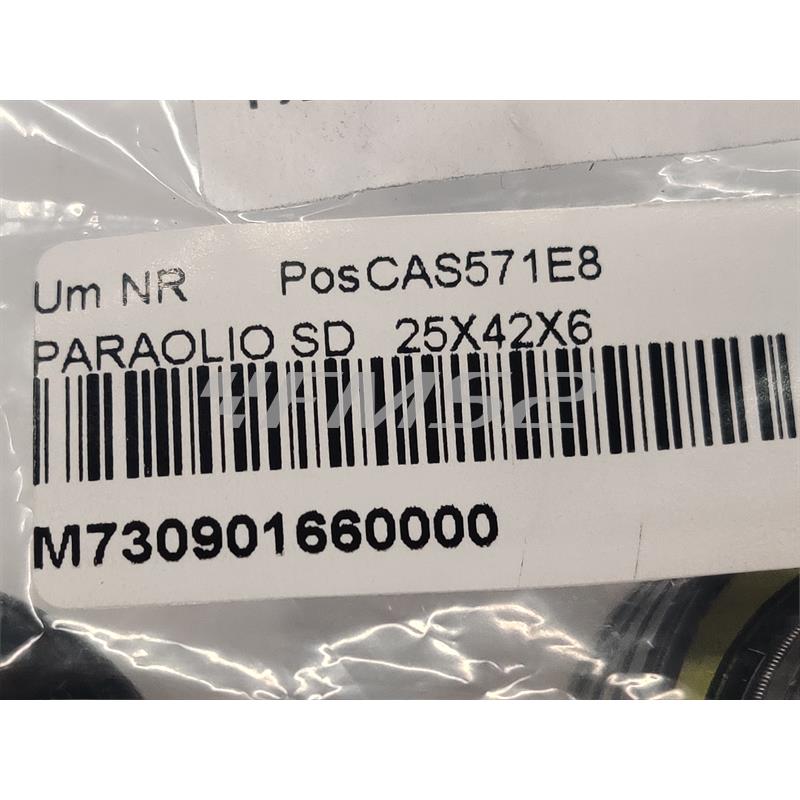 Um NR PosCAS571E8
PARAOLIO SD 25X42X6
M730901660000